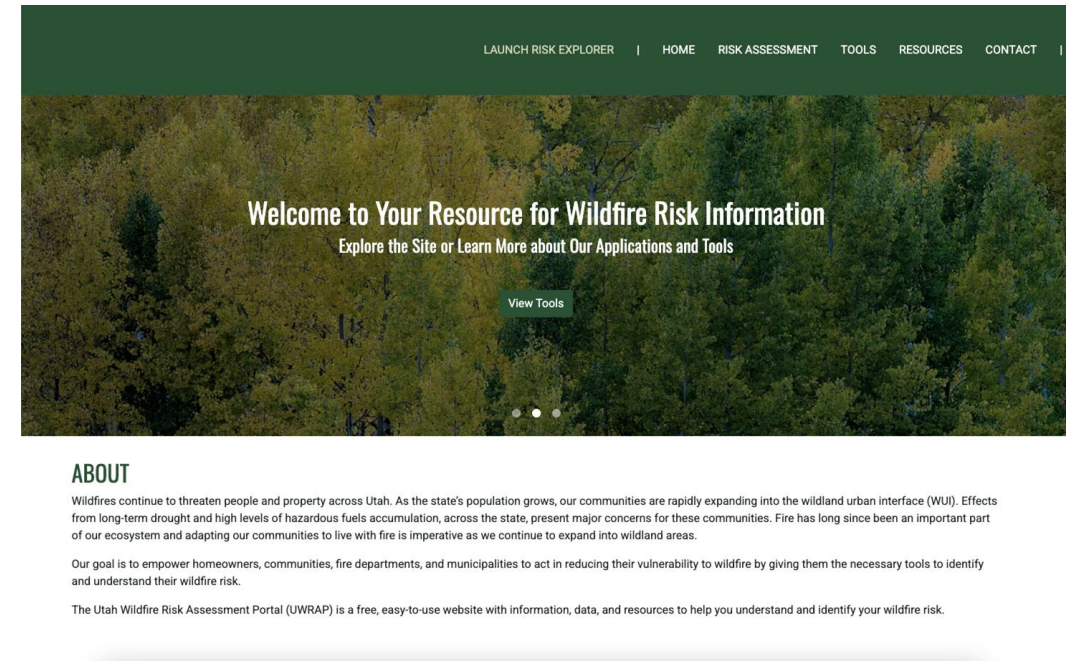 LAUNCH RISK EXPLORER | HOME RISK ASSESSMENT TOOLS RESOURCES CONTACT |
Welcome to Your Resource for Wildfire Risk Information
Explore the Site or Learn More about Our Applications and Tools
View Tools
ABOUT
Wildfires continue to threaten people and property across Utah. As the state's population grows, our communities are rapidly expanding into the wildland urban interface (WUI). Effects
from long-term drought and high levels of hazardous fuels accumulation, across the state, present major concerns for these communities. Fire has long since been an important part
of our ecosystem and adapting our communities to live with fire is imperative as we continue to expand into wildland areas.
Our goal is to empower homeowners, communities, fire departments, and municipalities to act in reducing their vulnerability to wildfire by giving them the necessary tools to identify
and understand their wildfire risk.
The Utah Wildfire Risk Assessment Portal (UWRAP) is a free, easy-to-use website with information, data, and resources to help you understand and identify your wildfire risk.